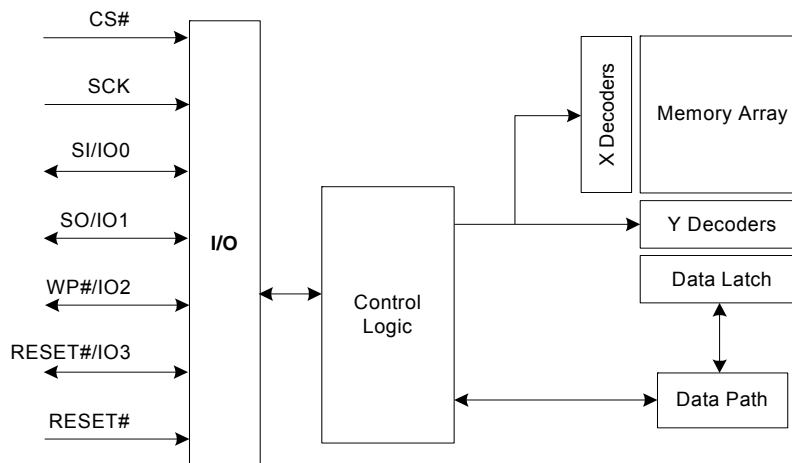 CS#
SCK
SI/IO0
SO/IO1
WP#/IO2
RESET#/IO3
RESET#
I/O
Control
Logic
X Decoders
Memory Array
Y Decoders
Data Latch
Data Path